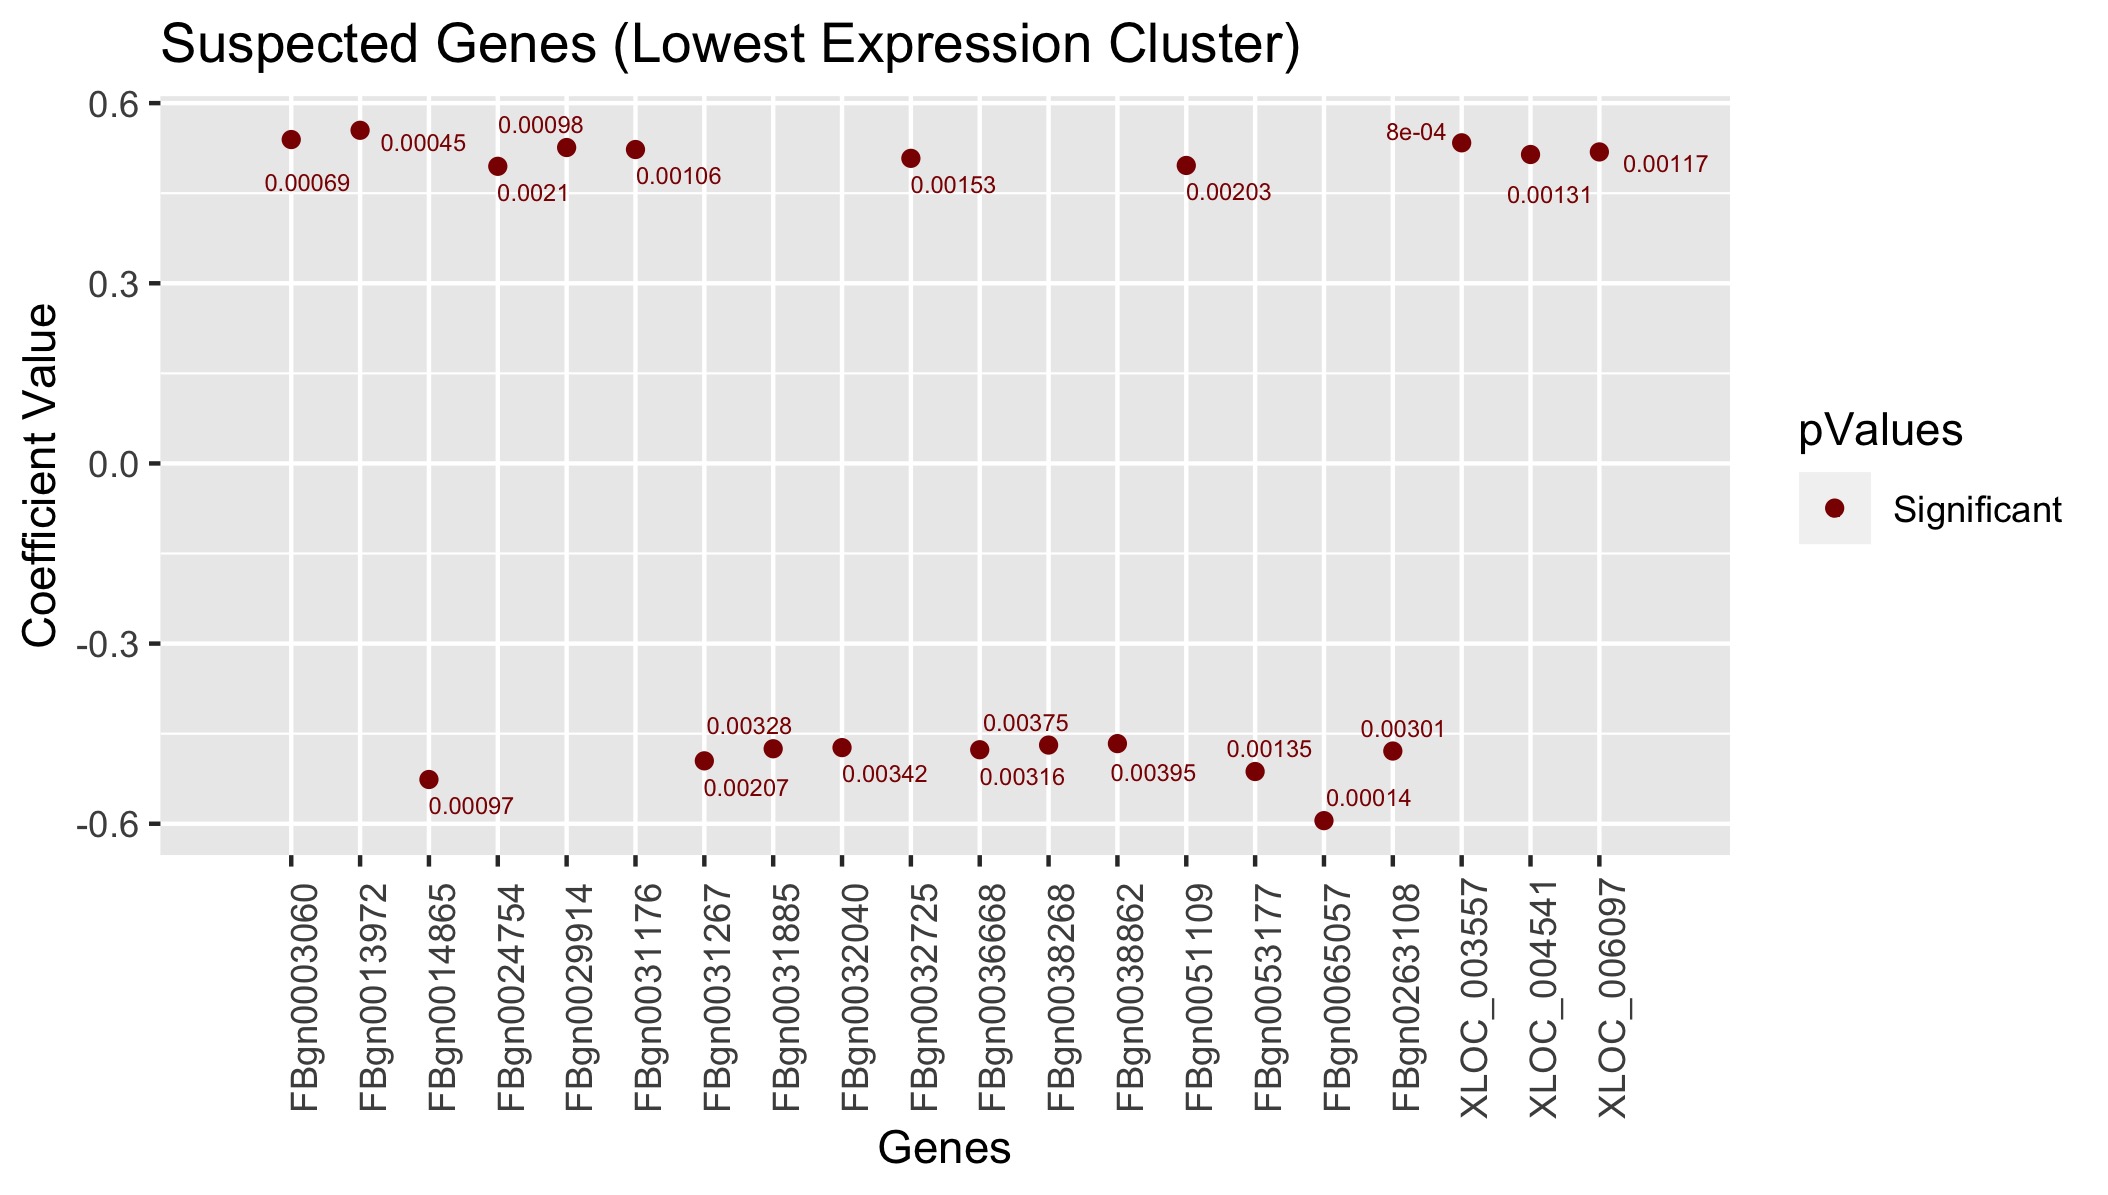 Suspected Genes (Lowest Expression Cluster)
0.6
0.3
0.0
-0.3
-0.6
Coefficient Value
0.00069
0.00045
0.0021
0.00098
0.00106
0.00153
0.00203
8e-04
0.00131
0.00117
0.00097
0.00207
0.00328
0.00342
0.00316
0.00375
0.00395
0.00135
0.00014
0.00301
FBgn0003060
FBgn0013972
FBgn0014865
FBgn0024754
FBgn0029914
FBgn0031176
FBgn0031267
FBgn0031885
FBgn0032040
FBgn0032725
FBgn0036668
FBgn0038268
FBgn0038862
FBgn0051109
FBgn0053177
FBgn0065057
FBgn0263108
XLOC_003557
XLOC_004541
XLOC_006097
Genes
pValues
Significant